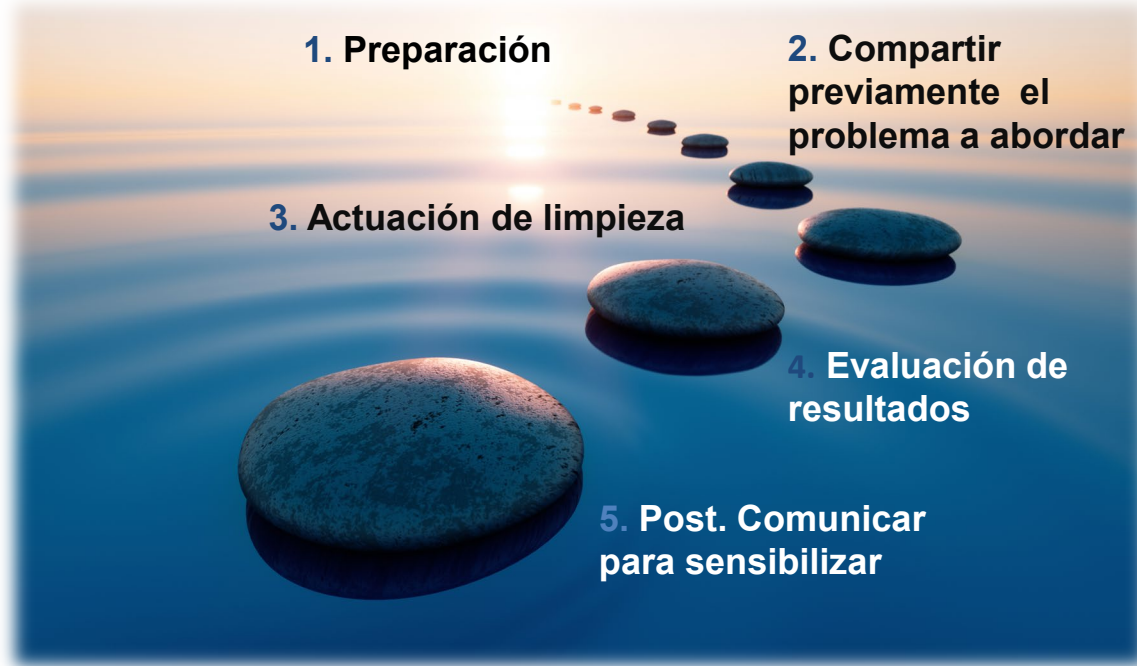 1. Preparación
2. Compartir
previamente el
problema a abordar
3. Actuación de limpieza
4. Evaluación de
resultados
5. Post. Comunicar
para sensibilizar